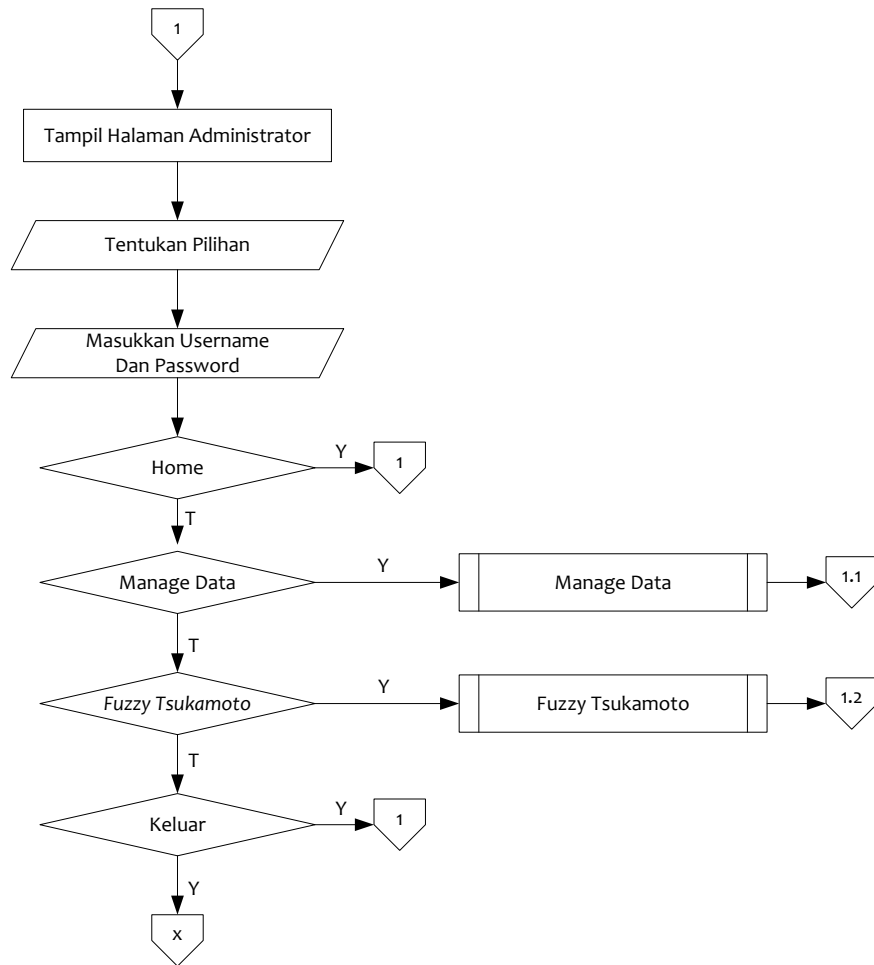 1
Tampil Halaman Administrator
Tentukan Pilihan
Masukkan Username
Dan Password
Home
Y
1
T
Manage Data
Y
Manage Data
1.1
T
Fuzzy Tsukamoto
Y
Fuzzy Tsukamoto
1.2
T
Keluar
Y
1
Y
x